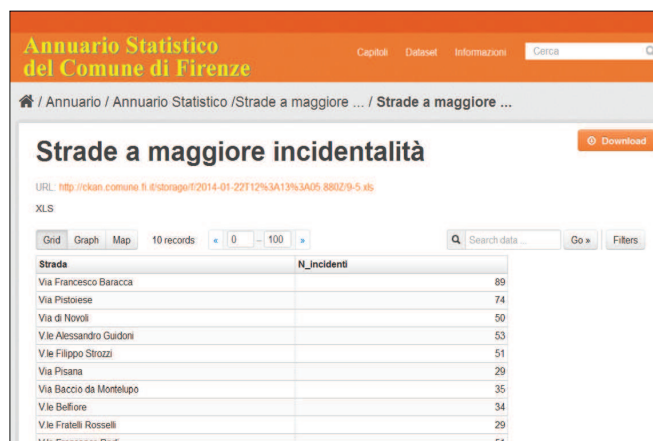 Annuario Statistico
del Comune di Firenze
Capitoli Dataset Informazioni Cerca
/ Annuario / Annuario Statistico /Strade a maggiore ... / Strade a maggiore ...
Strade a maggiore incidentalità
Download
URL: http://ckan.comune.fi.it/storage/f/2014-01-22T12%3A13%3A05.880Z/9-5.xls
XLS
Grid Graph Map 10 records « 0 – 100 » Search data ... Go » Filters
Strada N_incidenti
Via Francesco Baracca 89
Via Pistoiese 74
Via di Novoli 50
V.le Alessandro Guidoni 53
V.le Filippo Strozzi 51
Via Pisana 29
Via Baccio da Montelupo 35
V.le Belfiore 34
V.le Fratelli Rosselli 29